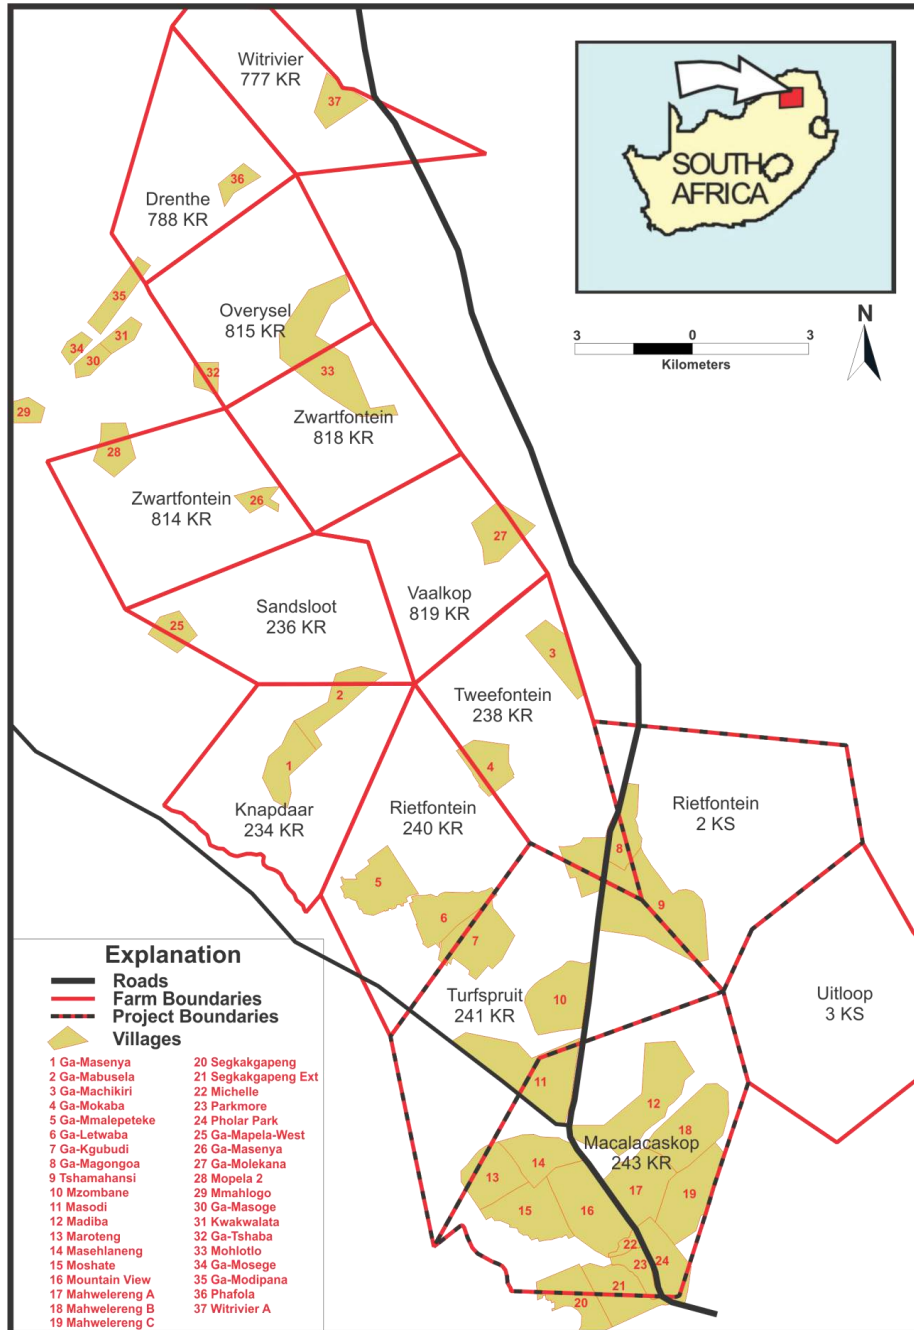 Witrivier
777 KR
37
36
Drenthe
788 KR
35
Overysel
815 KR
34
31
30
32
33
29
Zwartfontein
818 KR
28
Zwartfontein
814 KR
26
27
Sandsloot
236 KR
Vaalkop
819 KR
25
3
2
Tweefontein
238 KR
1
4
Knapdaar
234 KR
Rietfontein
240 KR
Rietfontein
2 KS
8
5
9
6
7
10
Turfspruit
241 KR
Uitloop
3 KS
11
12
Macalacaskop
243 KR
18
14
13
17
19
15
16
22
23
24
21
20
SOUTH
AFRICA
N
3 0 3
Kilometers
Explanation
Roads
Farm Boundaries
Project Boundaries
Villages
1 Ga-Masenya
2 Ga-Mabusela
3 Ga-Machikiri
4 Ga-Mokaba
5 Ga-Mmalepeteke
6 Ga-Letwaba
7 Ga-Kgubudi
8 Ga-Magongoa
9 Tshamahansi
10 Mzombane
11 Masodi
12 Madiba
13 Maroteng
14 Masehlaneng
15 Moshate
16 Mountain View
17 Mahwelereng A
18 Mahwelereng B
19 Mahwelereng C
20 Segkakgapeng
21 Segkakgapeng Ext
22 Michelle
23 Parkmore
24 Pholar Park
25 Ga-Mapela-West
26 Ga-Masenya
27 Ga-Molekana
28 Mopela 2
29 Mmahlogo
30 Ga-Masoge
31 Kwakwalata
32 Ga-Tshaba
33 Mohlotlo
34 Ga-Mosege
35 Ga-Modipana
36 Phafola
37 Witrivier A